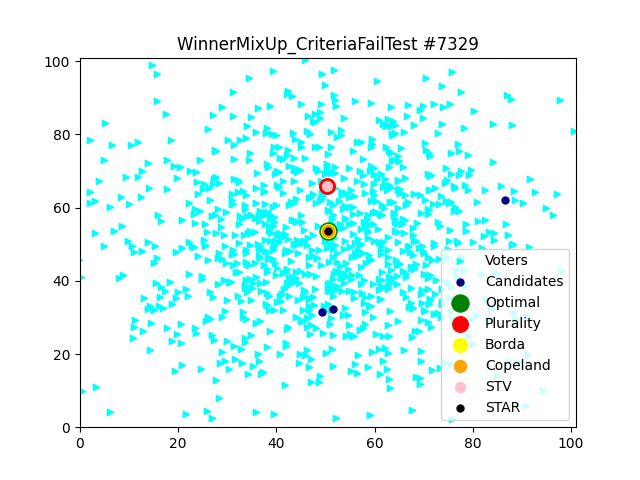 WinnerMixUp_CriteriaFailTest #7329
100
80
60
40
20
0
0
20
40
60
80
100
Voters
Candidates
Optimal
Plurality
Borda
Copeland
STV
STAR